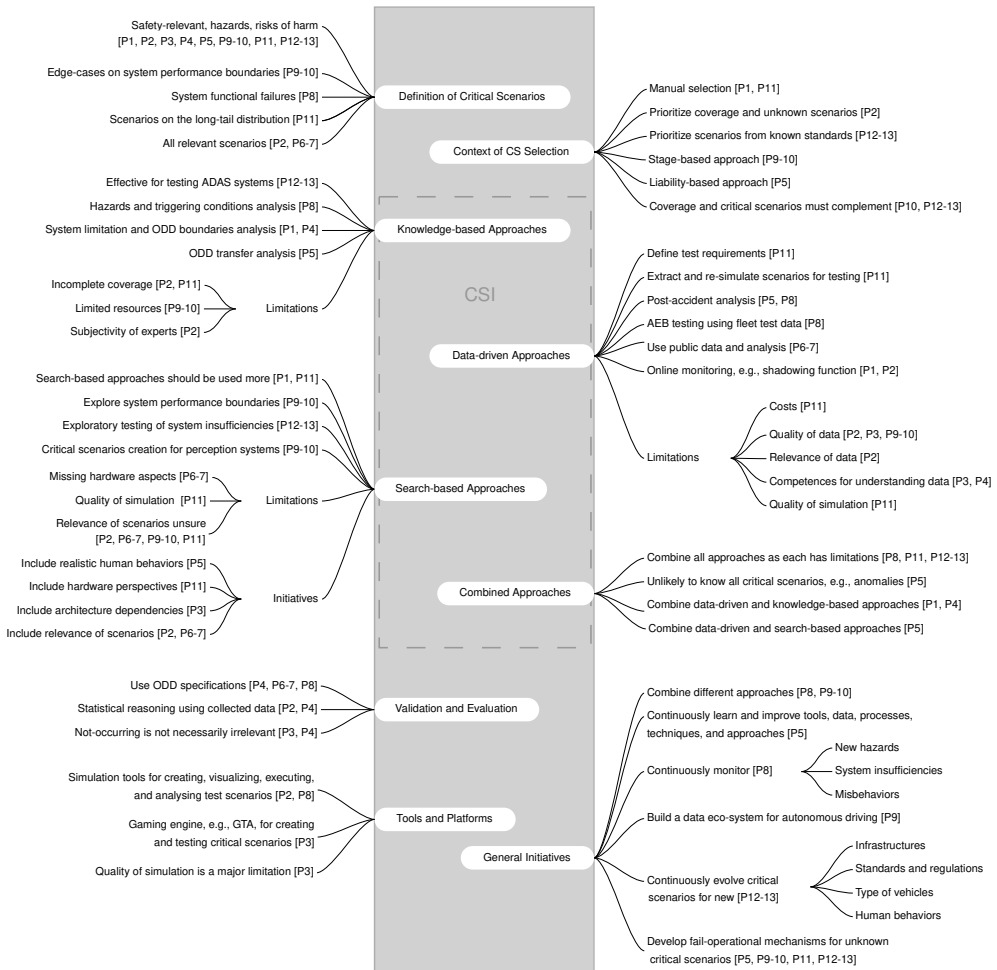 Safety-relevant, hazards, risks of harm
[P1, P2, P3, P4, P5, P9-10, P11, P12-13]
Edge-cases on system performance boundaries [P9-10]
System functional failures [P8]
Scenarios on the long-tail distribution [P11]
All relevant scenarios [P2, P6-7]
Definition of Critical Scenarios
Context of CS Selection
Manual selection [P1, P11]
Prioritize coverage and unknown scenarios [P2]
Prioritize scenarios from known standards [P12-13]
Stage-based approach [P9-10]
Liability-based approach [P5]
Coverage and critical scenarios must complement [P10, P12-13]
Effective for testing ADAS systems [P12-13]
Hazards and triggering conditions analysis [P8]
System limitation and ODD boundaries analysis [P1, P4]
ODD transfer analysis [P5]
Limitations
Incomplete coverage [P2, P11]
Limited resources [P9-10]
Subjectivity of experts [P2]
Knowledge-based Approaches
CSI
Data-driven Approaches
Define test requirements [P11]
Extract and re-simulate scenarios for testing [P11]
Post-accident analysis [P5, P8]
AEB testing using fleet test data [P8]
Use public data and analysis [P6-7]
Online monitoring, e.g., shadowing function [P1, P2]
Limitations
Costs [P11]
Quality of data [P2, P3, P9-10]
Relevance of data [P2]
Competences for understanding data [P3, P4]
Quality of simulation [P11]
Search-based approaches should be used more [P1, P11]
Explore system performance boundaries [P9-10]
Exploratory testing of system insufficiencies [P12-13]
Critical scenarios creation for perception systems [P9-10]
Limitations
Missing hardware aspects [P6-7]
Quality of simulation [P11]
Relevance of scenarios unsure
[P2, P6-7, P9-10, P11]
Initiatives
Include realistic human behaviors [P5]
Include hardware perspectives [P11]
Include architecture dependencies [P3]
Include relevance of scenarios [P2, P6-7]
Search-based Approaches
Combined Approaches
Combine all approaches as each has limitations [P8, P11, P12-13]
Unlikely to know all critical scenarios, e.g., anomalies [P5]
Combine data-driven and knowledge-based approaches [P1, P4]
Combine data-driven and search-based approaches [P5]
Use ODD specifications [P4, P6-7, P8]
Statistical reasoning using collected data [P2, P4]
Not-occurring is not necessarily irrelevant [P3, P4]
Validation and Evaluation
Simulation tools for creating, visualizing, executing,
and analysing test scenarios [P2, P8]
Gaming engine, e.g., GTA, for creating
and testing critical scenarios [P3]
Quality of simulation is a major limitation [P3]
Tools and Platforms
General Initiatives
Combine different approaches [P8, P9-10]
Continuously learn and improve tools, data, processes,
techniques, and approaches [P5]
Continuously monitor [P8]
New hazards
System insufficiencies
Misbehaviors
Build a data eco-system for autonomous driving [P9]
Continuously evolve critical
scenarios for new [P12-13]
Infrastructures
Standards and regulations
Type of vehicles
Human behaviors
Develop fail-operational mechanisms for unknown
critical scenarios [P5, P9-10, P11, P12-13]